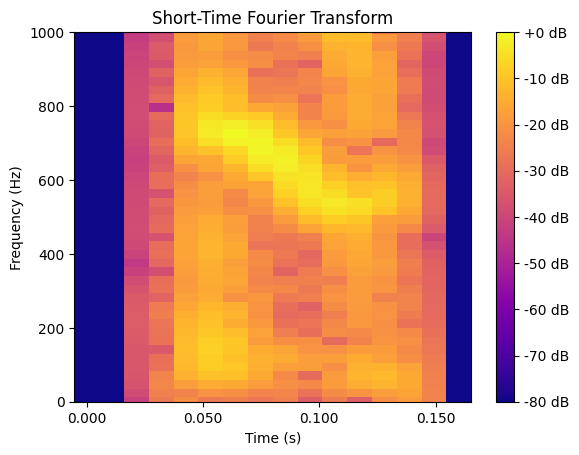 Short-Time Fourier Transform
Frequency (Hz)
1000
800
600
400
200
0
0.000
0.050
0.100
0.150
Time (s)
+0 dB
-10 dB
-20 dB
-30 dB
-40 dB
-50 dB
-60 dB
-70 dB
-80 dB